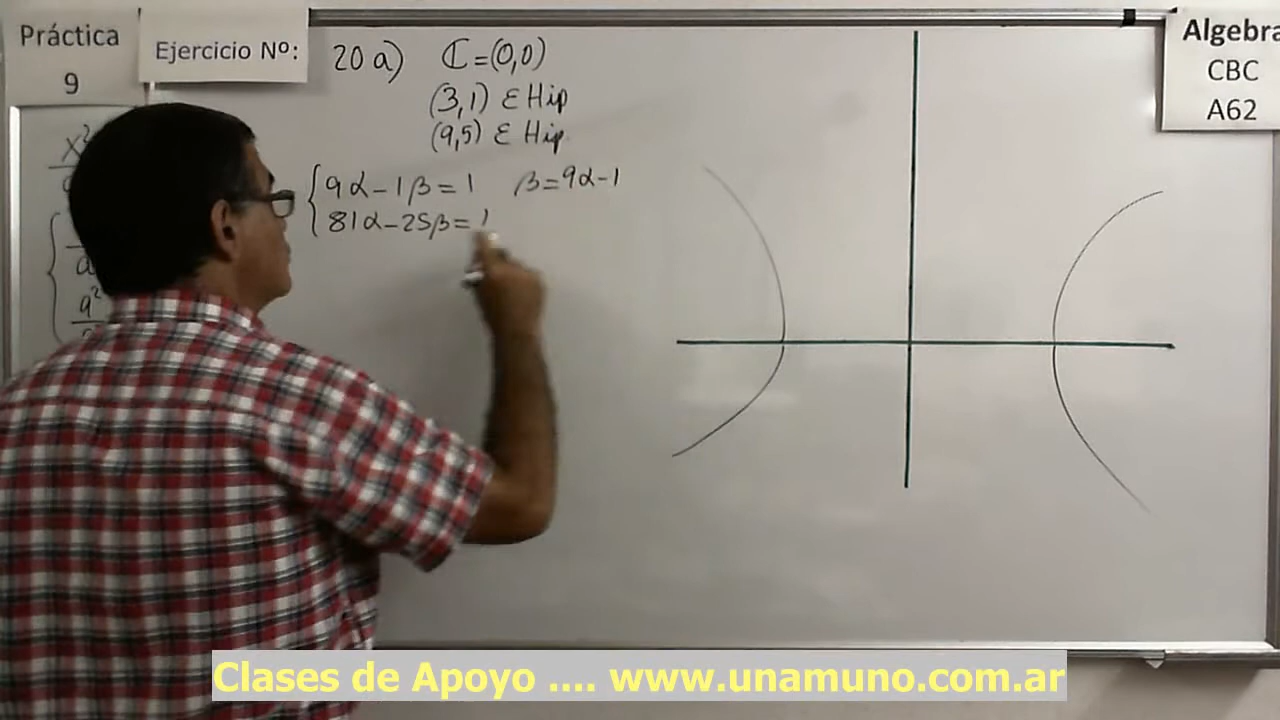 Práctica
9
Ejercicio Nº:
20 a) C=(0,0)
(3,1) ∈ Hip
(9,5) ∈ Hip.
9α-1β=1 β=9α-1
81α-25β=1
Algebra
CBC
A62
Clases de Apoyo .... www.unamuno.com.ar